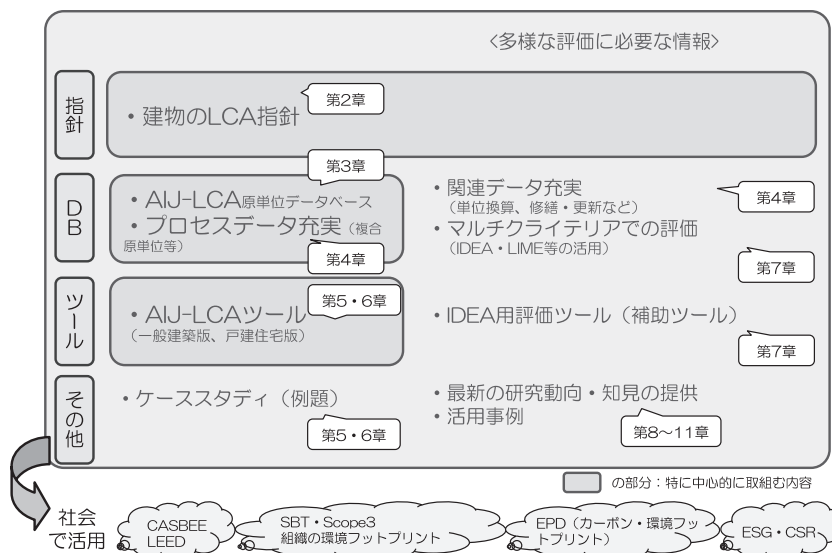 <多様な評価に必要な情報>
指針
・建物のLCA指針
第2章
DB
第3章
・AIJ-LCA原単位データベース
・プロセスデータ充実（複合
原単位等）
第4章
・関連データ充実
（単位換算、修繕・更新など）
第4章
・マルチクライテリアでの評価
（IDEA・LIME等の活用）
第7章
ツール
・AIJ-LCAツール
（一般建築版、戸建住宅版）
第5・6章
・IDEA用評価ツール（補助ツール）
第7章
その他
・ケーススタディ（例題）
第5・6章
・最新の研究動向・知見の提供
・活用事例
第8～11章
の部分：特に中心的に取組む内容
社会
で活用
CASBEE
LEED
SBT・Scope3
組織の環境フットプリント
EPD（カーボン・環境フッ
トプリント）
ESG・CSR